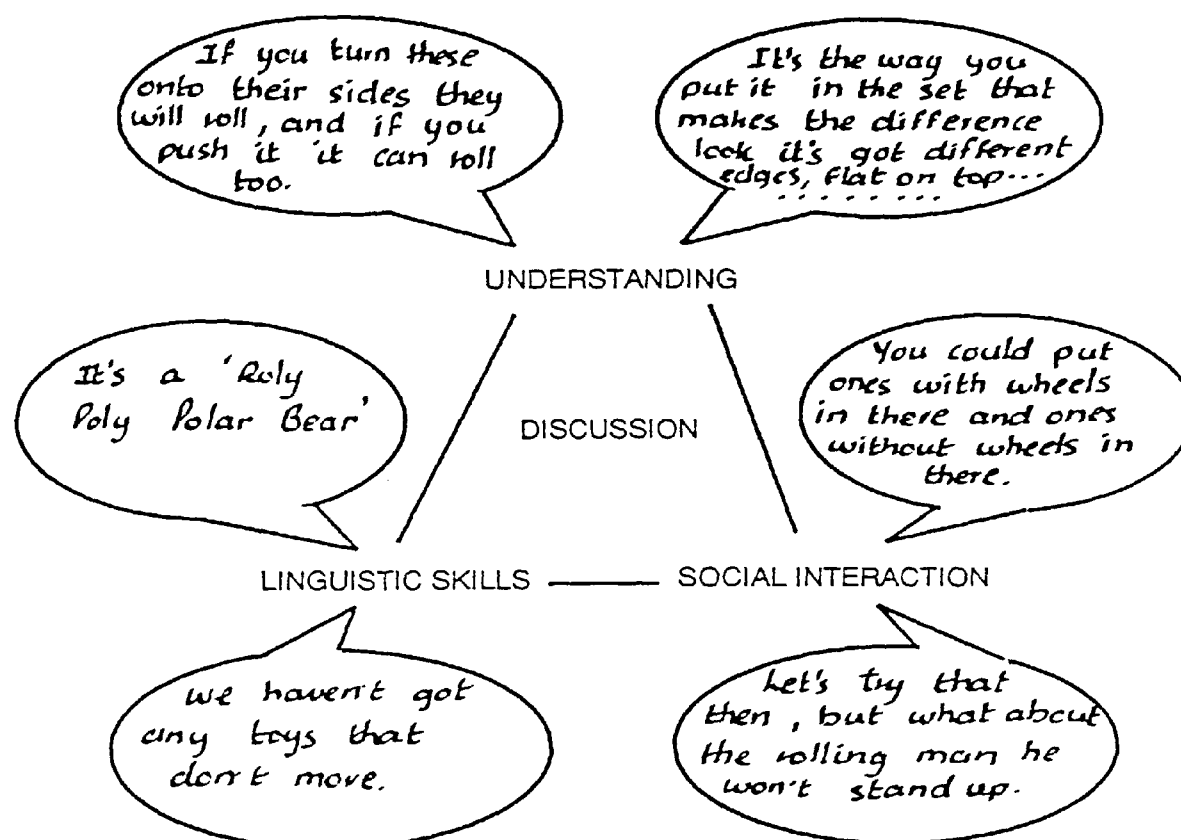 If you turn these
onto their sides they
will roll, and if you
push it it can roll
too.
It's the way you
put it in the set that
makes the difference
look it's got different
edges, flat on top...
. . . . . . . .
UNDERSTANDING
It's a 'Roly
Poly Polar Bear'
DISCUSSION
You could put
ones with wheels
in there and ones
without wheels in
there.
LINGUISTIC SKILLS
SOCIAL INTERACTION
we haven't got
any toys that
don't move.
Let's try that
then, but what about
the rolling man he
won't stand up.